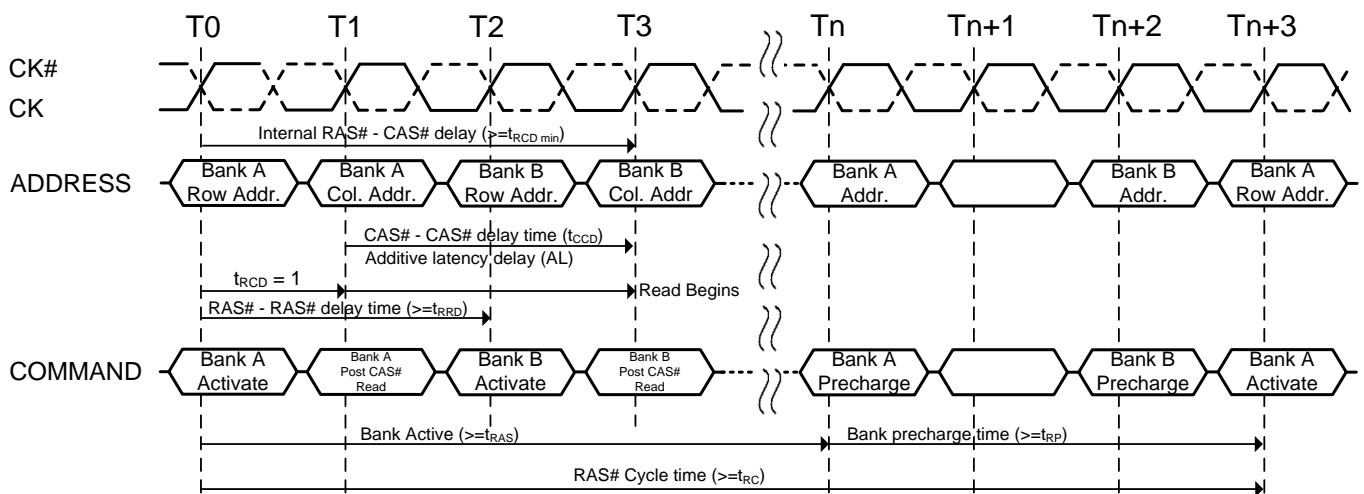 T0 T1 T2 T3 Tn Tn+1 Tn+2 Tn+3
CK#
CK
Internal RAS# - CAS# delay (>=tRCD min)
ADDRESS
Bank A
Row Addr.
Bank A
Col. Addr.
Bank B
Row Addr.
Bank B
Col. Addr
Bank A
Addr.
Bank B
Addr.
Bank A
Row Addr.
CAS# - CAS# delay time (tCCD)
Additive latency delay (AL)
tRCD = 1
Read Begins
RAS# - RAS# delay time (>=tRRD)
COMMAND
Bank A
Activate
Bank A
Post CAS#
Read
Bank B
Activate
Bank B
Post CAS#
Read
Bank A
Precharge
Bank B
Precharge
Bank A
Activate
Bank Active (>=tRAS)
Bank precharge time (>=tRP)
RAS# Cycle time (>=tRC)